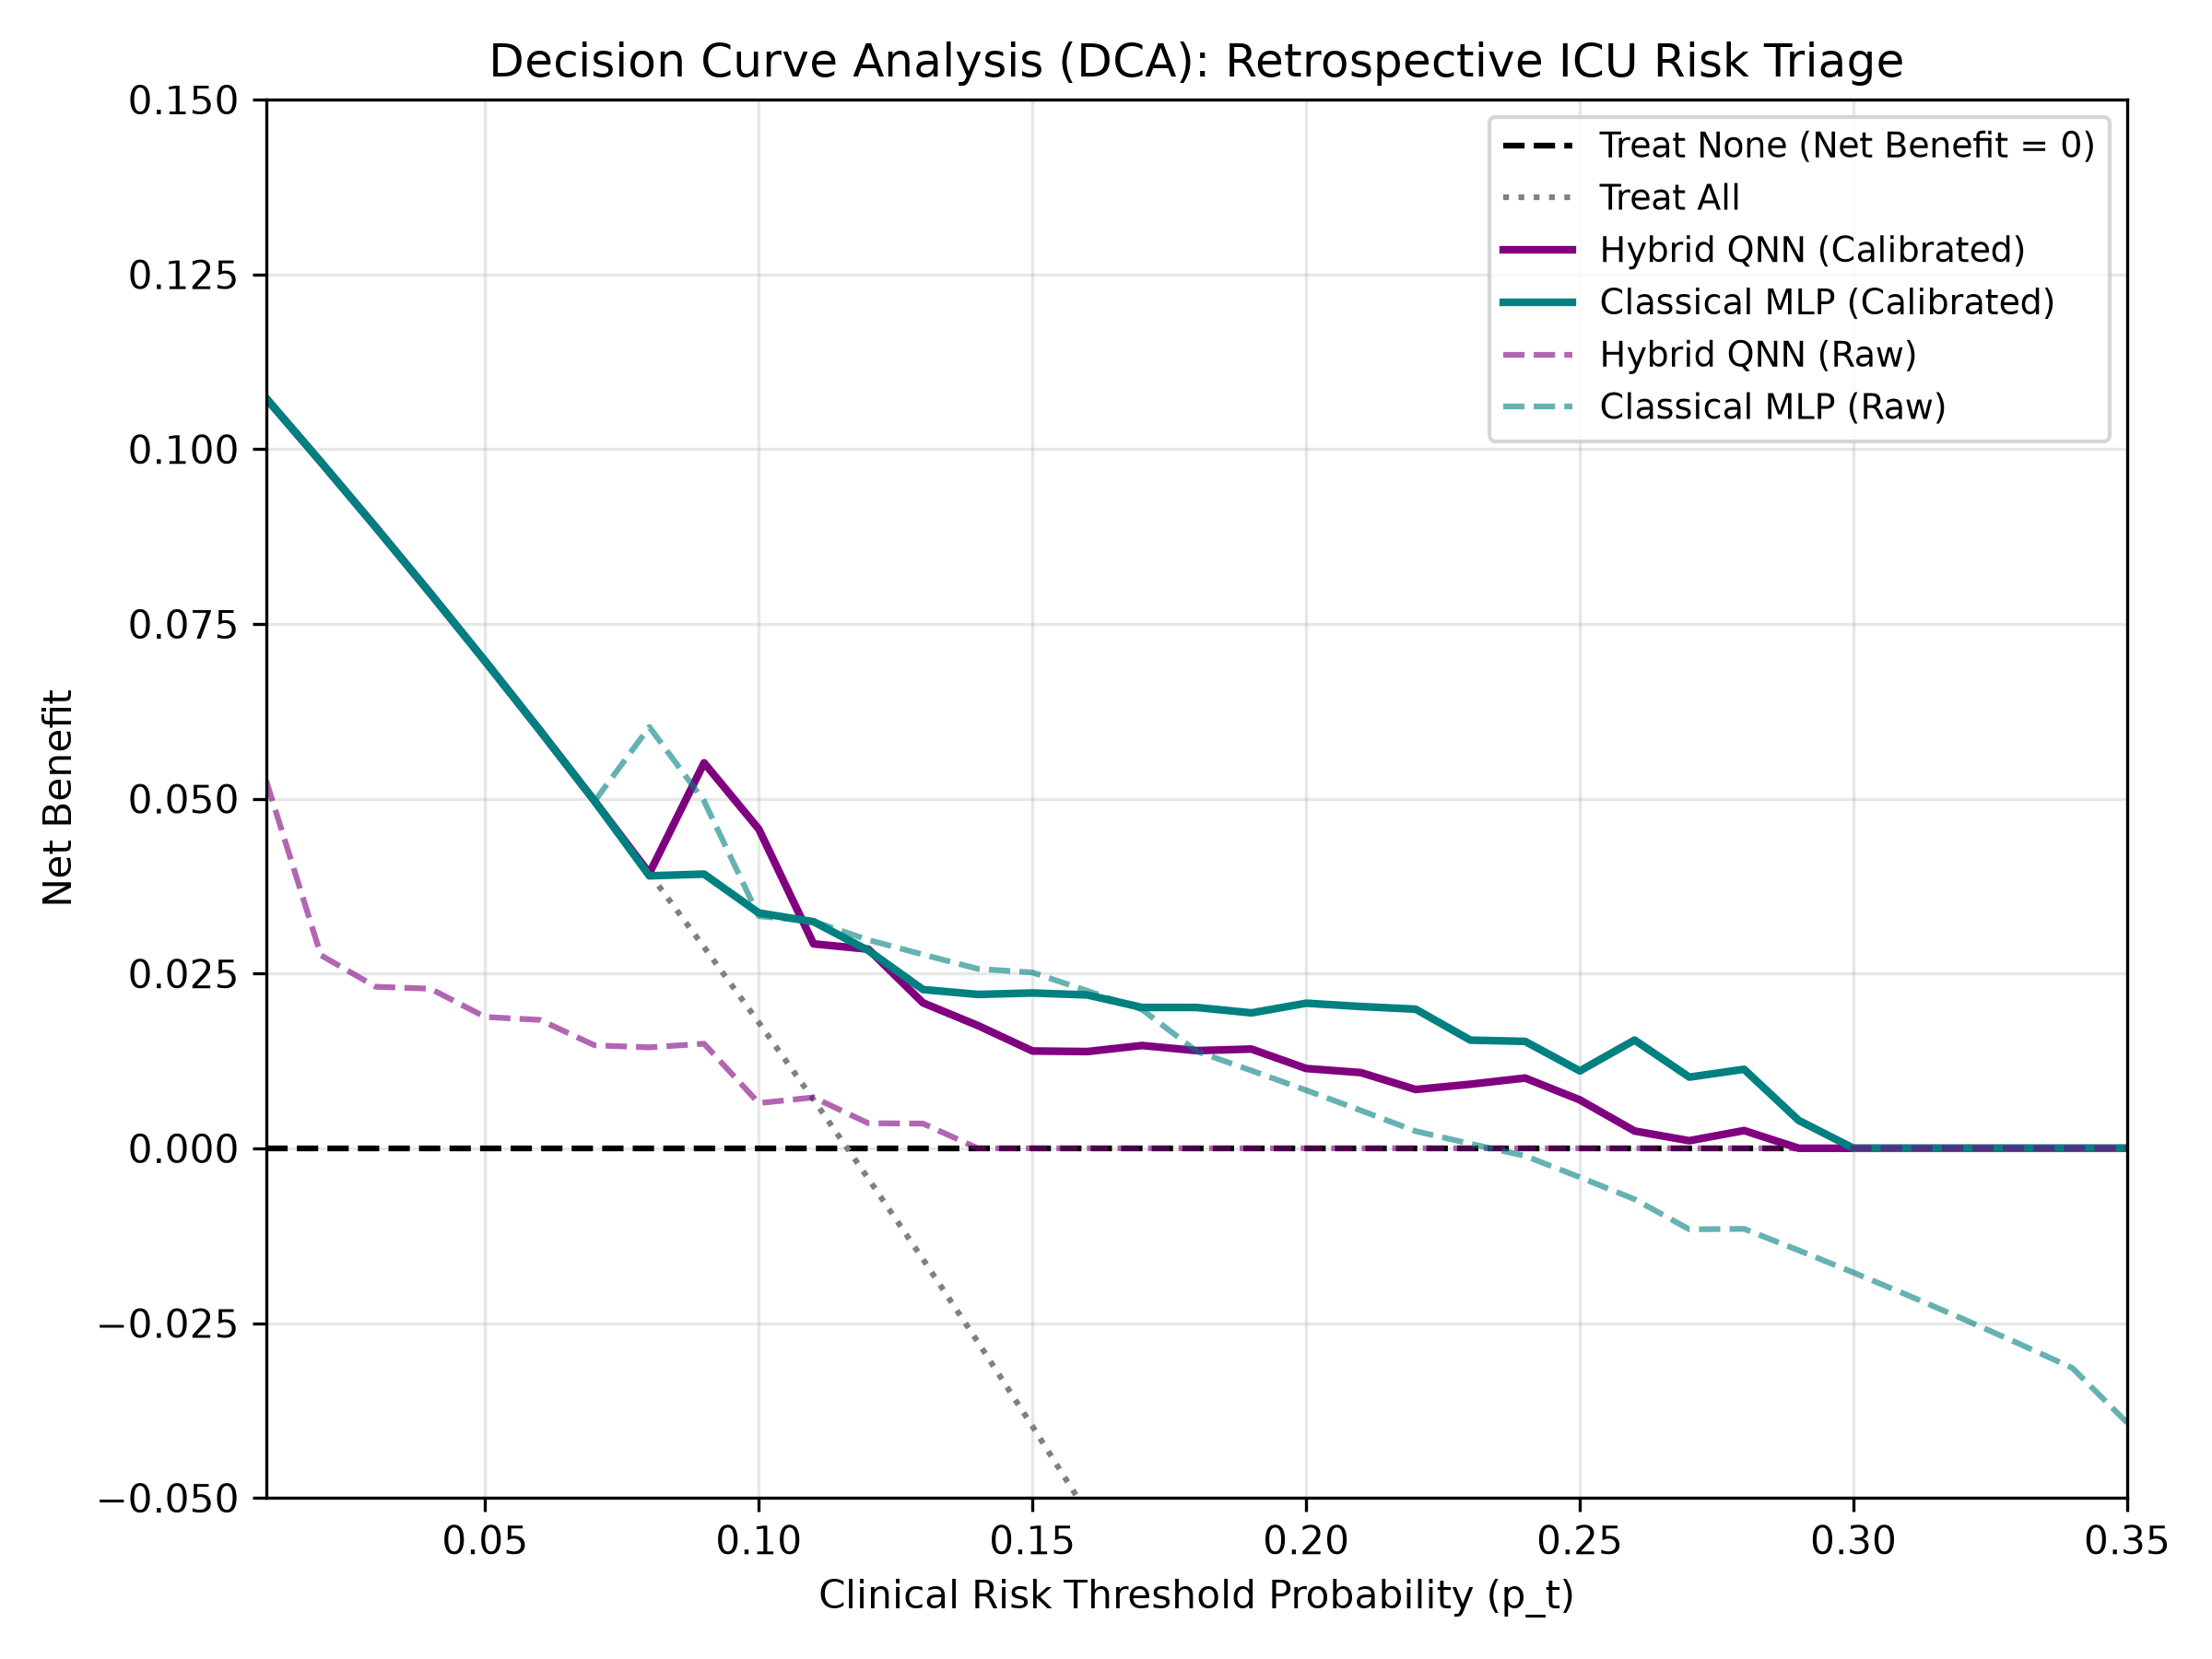 Decision Curve Analysis (DCA): Retrospective ICU Risk Triage
0.150
0.125
0.100
0.075
0.050
0.025
0.000
−0.025
−0.050
Net Benefit
Treat None (Net Benefit = 0)
Treat All
Hybrid QNN (Calibrated)
Classical MLP (Calibrated)
Hybrid QNN (Raw)
Classical MLP (Raw)
0.05 0.10 0.15 0.20 0.25 0.30 0.35
Clinical Risk Threshold Probability (p_t)